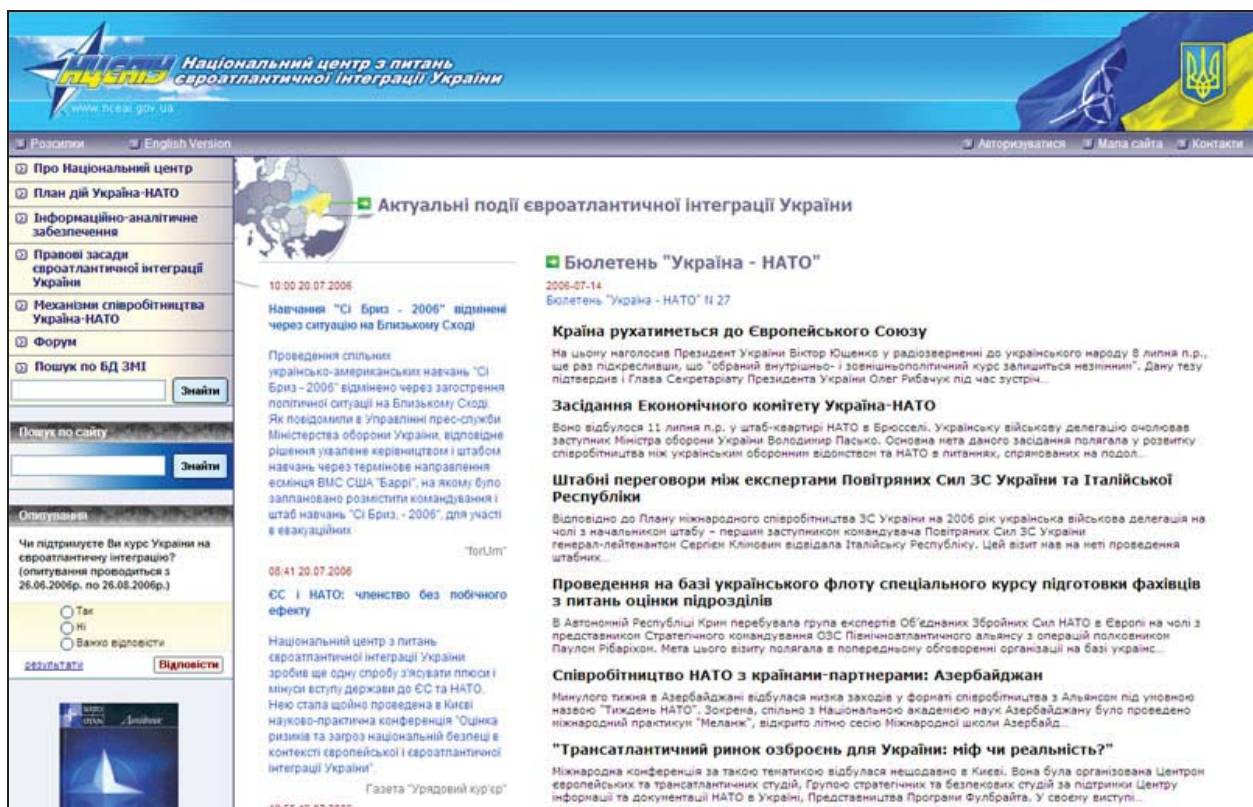 НЦЄАІУ
Національний центр з питань
євроатлантичної інтеграції України
www.nceai.gov.ua
Розсилки
English Version
Авторизуватися
Мапа сайта
Контакти
Про Національний центр
План дій Україна-НАТО
Інформаційно-аналітичне
забезпечення
Правові засади
євроатлантичної інтеграції
України
Механізми співробітництва
Україна-НАТО
Форум
Пошук по БД ЗМІ
Знайти
Пошук по сайту
Знайти
Опитування
Чи підтримуєте Ви курс України на
євроатлантичну інтеграцію?
(опитування проводиться з
26.06.2006р. по 26.08.2006р.)
Так
Ні
Важко відповісти
результати
Відповісти
NATO
OTAN
Довідник
Актуальні події євроатлантичної інтеграції України
10:00 20.07.2006
Навчання "Сі Бриз - 2006" відмінені
через ситуацію на Близькому Сході
Проведення спільних
українсько-американських навчань "Сі
Бриз - 2006" відмінено через загострення
політичної ситуації на Близькому Сході.
Як повідомили в Управлінні прес-служби
Міністерства оборони України, відповідне
рішення ухвалене керівництвом і штабом
навчань через термінове направлення
есмінця ВМС США "Баррі", на якому було
заплановано розмістити командування і
штаб навчань "Сі Бриз, - 2006", для участі
в евакуаційних
"forUm"
08:41 20.07.2006
ЄС і НАТО: членство без побічного
ефекту
Національний центр з питань
євроатлантичної інтеграції України
зробив ще одну спробу з'ясувати плюси і
мінуси вступу держави до ЄС та НАТО.
Нею стала щойно проведена в Києві
науково-практична конференція "Оцінка
ризиків та загроз національній безпеці в
контексті європейської і євроатлантичної
інтеграції України".
Газета "Урядовий кур'єр"
Бюлетень "Україна - НАТО"
2006-07-14
Бюлетень "Україна - НАТО" N 27
Країна рухатиметься до Європейського Союзу
На цьому наголосив Президент України Віктор Ющенко у радіозверненні до українського народу 8 липня п.р.,
ще раз підкресливши, що "обраний внутрішньо- і зовнішньополітичний курс залишиться незмінним". Дану тезу
підтвердив і Глава Секретаріату Президента України Олег Рибачук під час зустріч...
Засідання Економічного комітету Україна-НАТО
Воно відбулося 11 липня п.р. у штаб-квартирі НАТО в Брюсселі. Українську військову делегацію очолював
заступник Міністра оборони України Володимир Пасько. Основна мета даного засідання полягала у розвитку
співробітництва між українським оборонним відомством та НАТО в питаннях, спрямованих на подол...
Штабні переговори між експертами Повітряних Сил ЗС України та Італійської
Республіки
Відповідно до Плану міжнародного співробітництва ЗС України на 2006 рік українська військова делегація на
чолі з начальником штабу – першим заступником командувача Повітряних Сил ЗС України
генерал-лейтенантом Сергієм Климовим відвідала Італійську Республіку. Цей візит мав на меті проведення
штабних...
Проведення на базі українського флоту спеціального курсу підготовки фахівців
з питань оцінки підрозділів
В Автономній Республіці Крим перебувала група експертів Об'єднаних Збройних Сил НАТО в Європі на чолі з
представником Стратегічного командування ОЗС Північноатлантичного альянсу з операцій полковником
Паулом Рібаріхом. Мета цього візиту полягала в попередньому обговоренні організації на базі українс...
Співробітництво НАТО з країнами-партнерами: Азербайджан
Минулого тижня в Азербайджані відбулася низка заходів у форматі співробітництва з Альянсом під умовною
назвою "Тиждень НАТО". Зокрема, спільно з Національною академією наук Азербайджану було проведено
міжнародний практикум "Меланж", відкрито літню сесію Міжнародної школи Азербайд...
"Трансатлантичний ринок озброєнь для України: міф чи реальність?"
Міжнародна конференція за такою тематикою відбулася нещодавно в Києві. Вона була організована Центром
європейських та трансатлантичних студій, Групою стратегічних та безпекових студій за підтримки Центру
інформації та документації НАТО в Україні, Представництва Програми Фулбрайта. У своєму виступі...